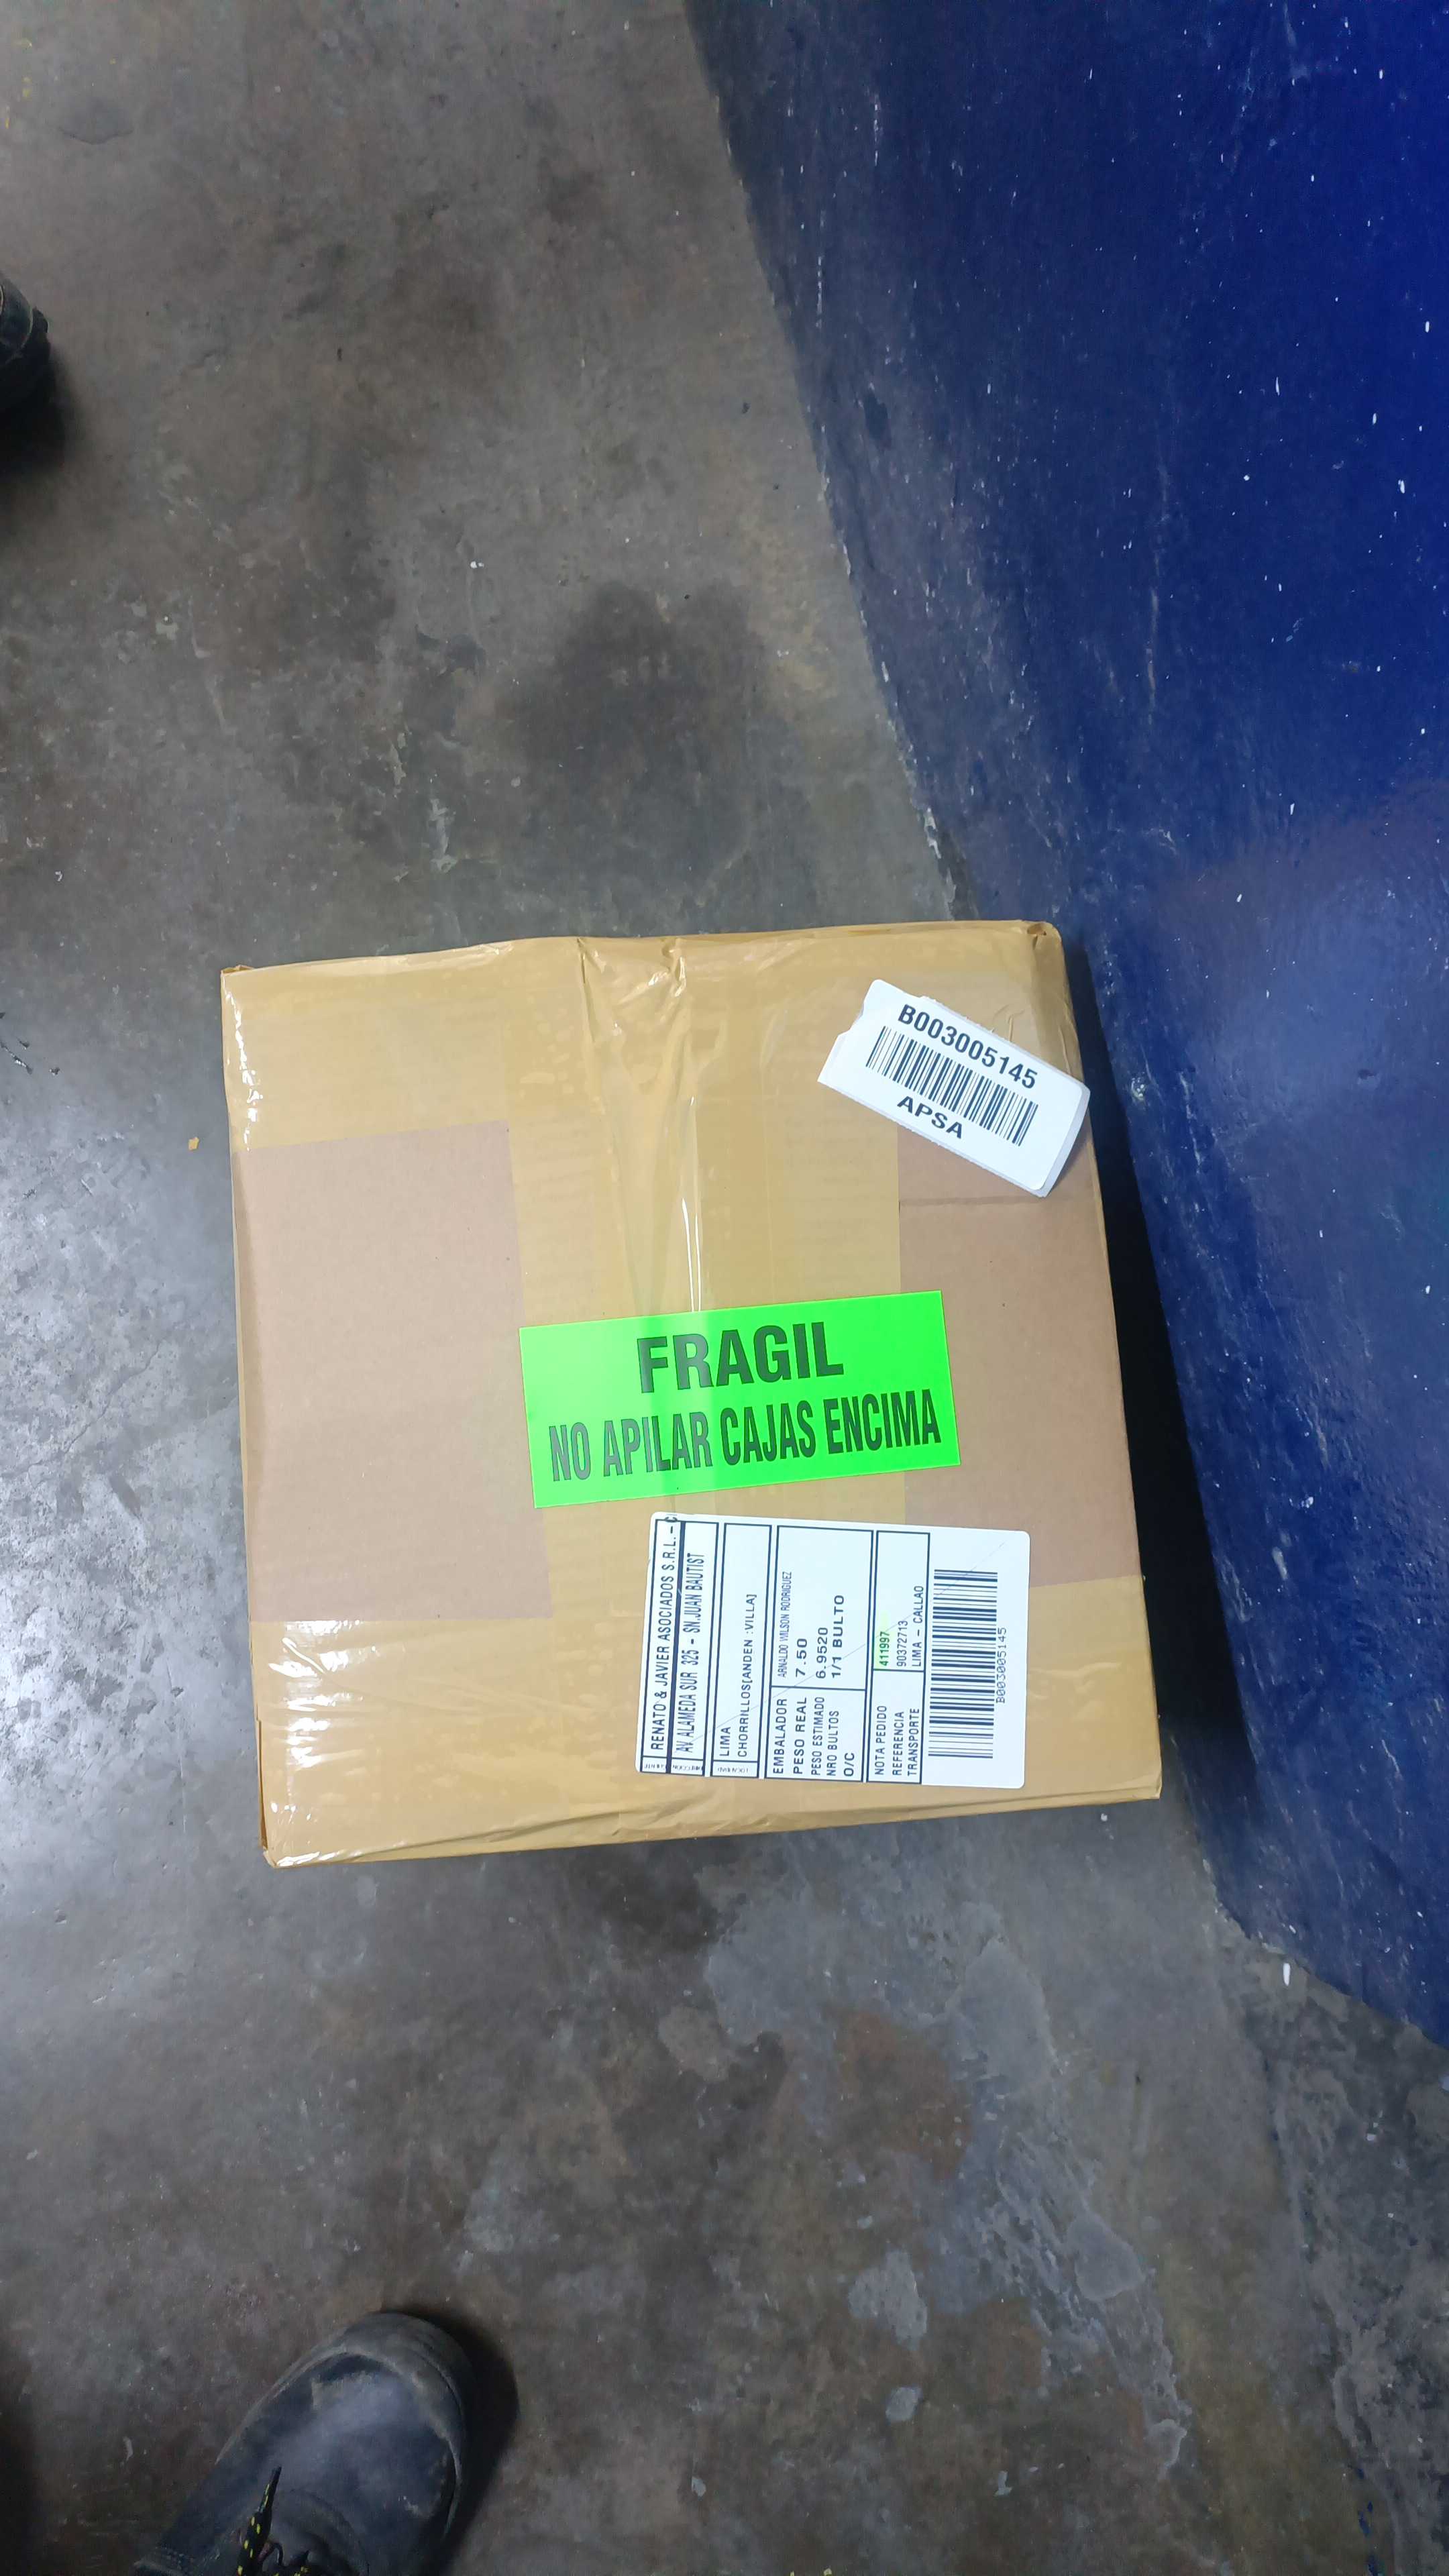 B003005145
APSA
FRAGIL
NO APILAR CAJAS ENCIMA
RENATO & JAVIER ASOCIADOS S.R.L.-C
AV ALAMEDA SUR 325 - SN.JUAN BAUTIST
LIMA
CHORRILLOS[ANDEN :VILLA]
EMBALADOR ARNALDO WILSON RODRIGUEZ
PESO REAL 7.50
PESO ESTIMADO 6.9520
NRO BULTOS 1/1 BULTO
O/C
NOTA PEDIDO 411997
REFERENCIA 90372713
TRANSPORTE LIMA - CALLAO
B003005145